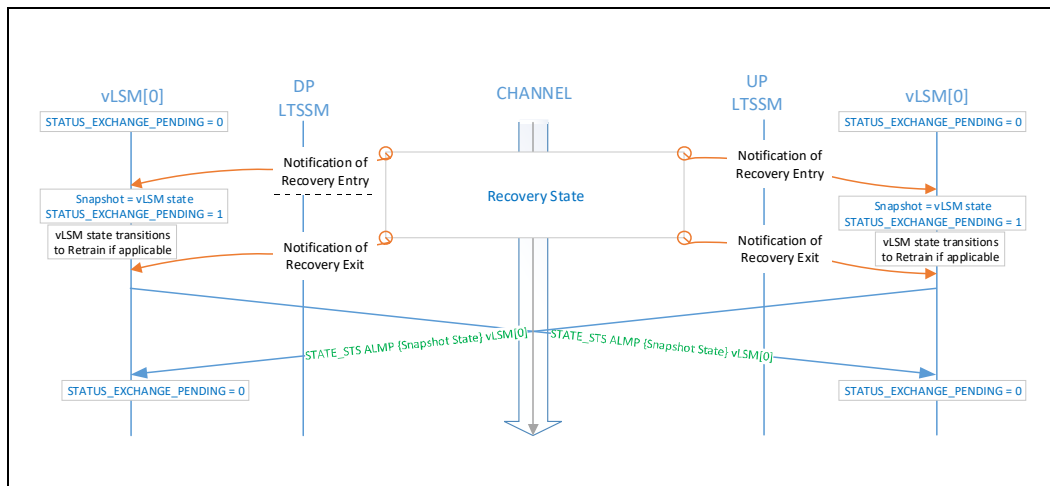 vLSM[0]
DP
LTSSM
CHANNEL
UP
LTSSM
vLSM[0]
STATUS_EXCHANGE_PENDING = 0
STATUS_EXCHANGE_PENDING = 0
Notification of
Recovery Entry
Notification of
Recovery Entry
Recovery State
Snapshot = vLSM state
STATUS_EXCHANGE_PENDING = 1
Snapshot = vLSM state
STATUS_EXCHANGE_PENDING = 1
vLSM state transitions
to Retrain if applicable
vLSM state transitions
to Retrain if applicable
Notification of
Recovery Exit
Notification of
Recovery Exit
STATE_STS ALMP {Snapshot State} vLSM[0]
STATE_STS ALMP {Snapshot State} vLSM[0]
STATUS_EXCHANGE_PENDING = 0
STATUS_EXCHANGE_PENDING = 0